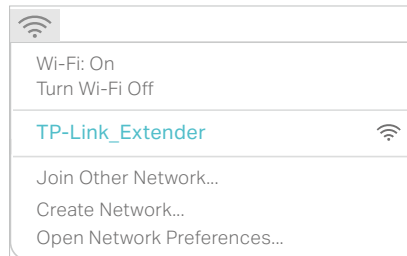 Wi-Fi: On
Turn Wi-Fi Off
TP-Link_Extender
Join Other Network...
Create Network...
Open Network Preferences...